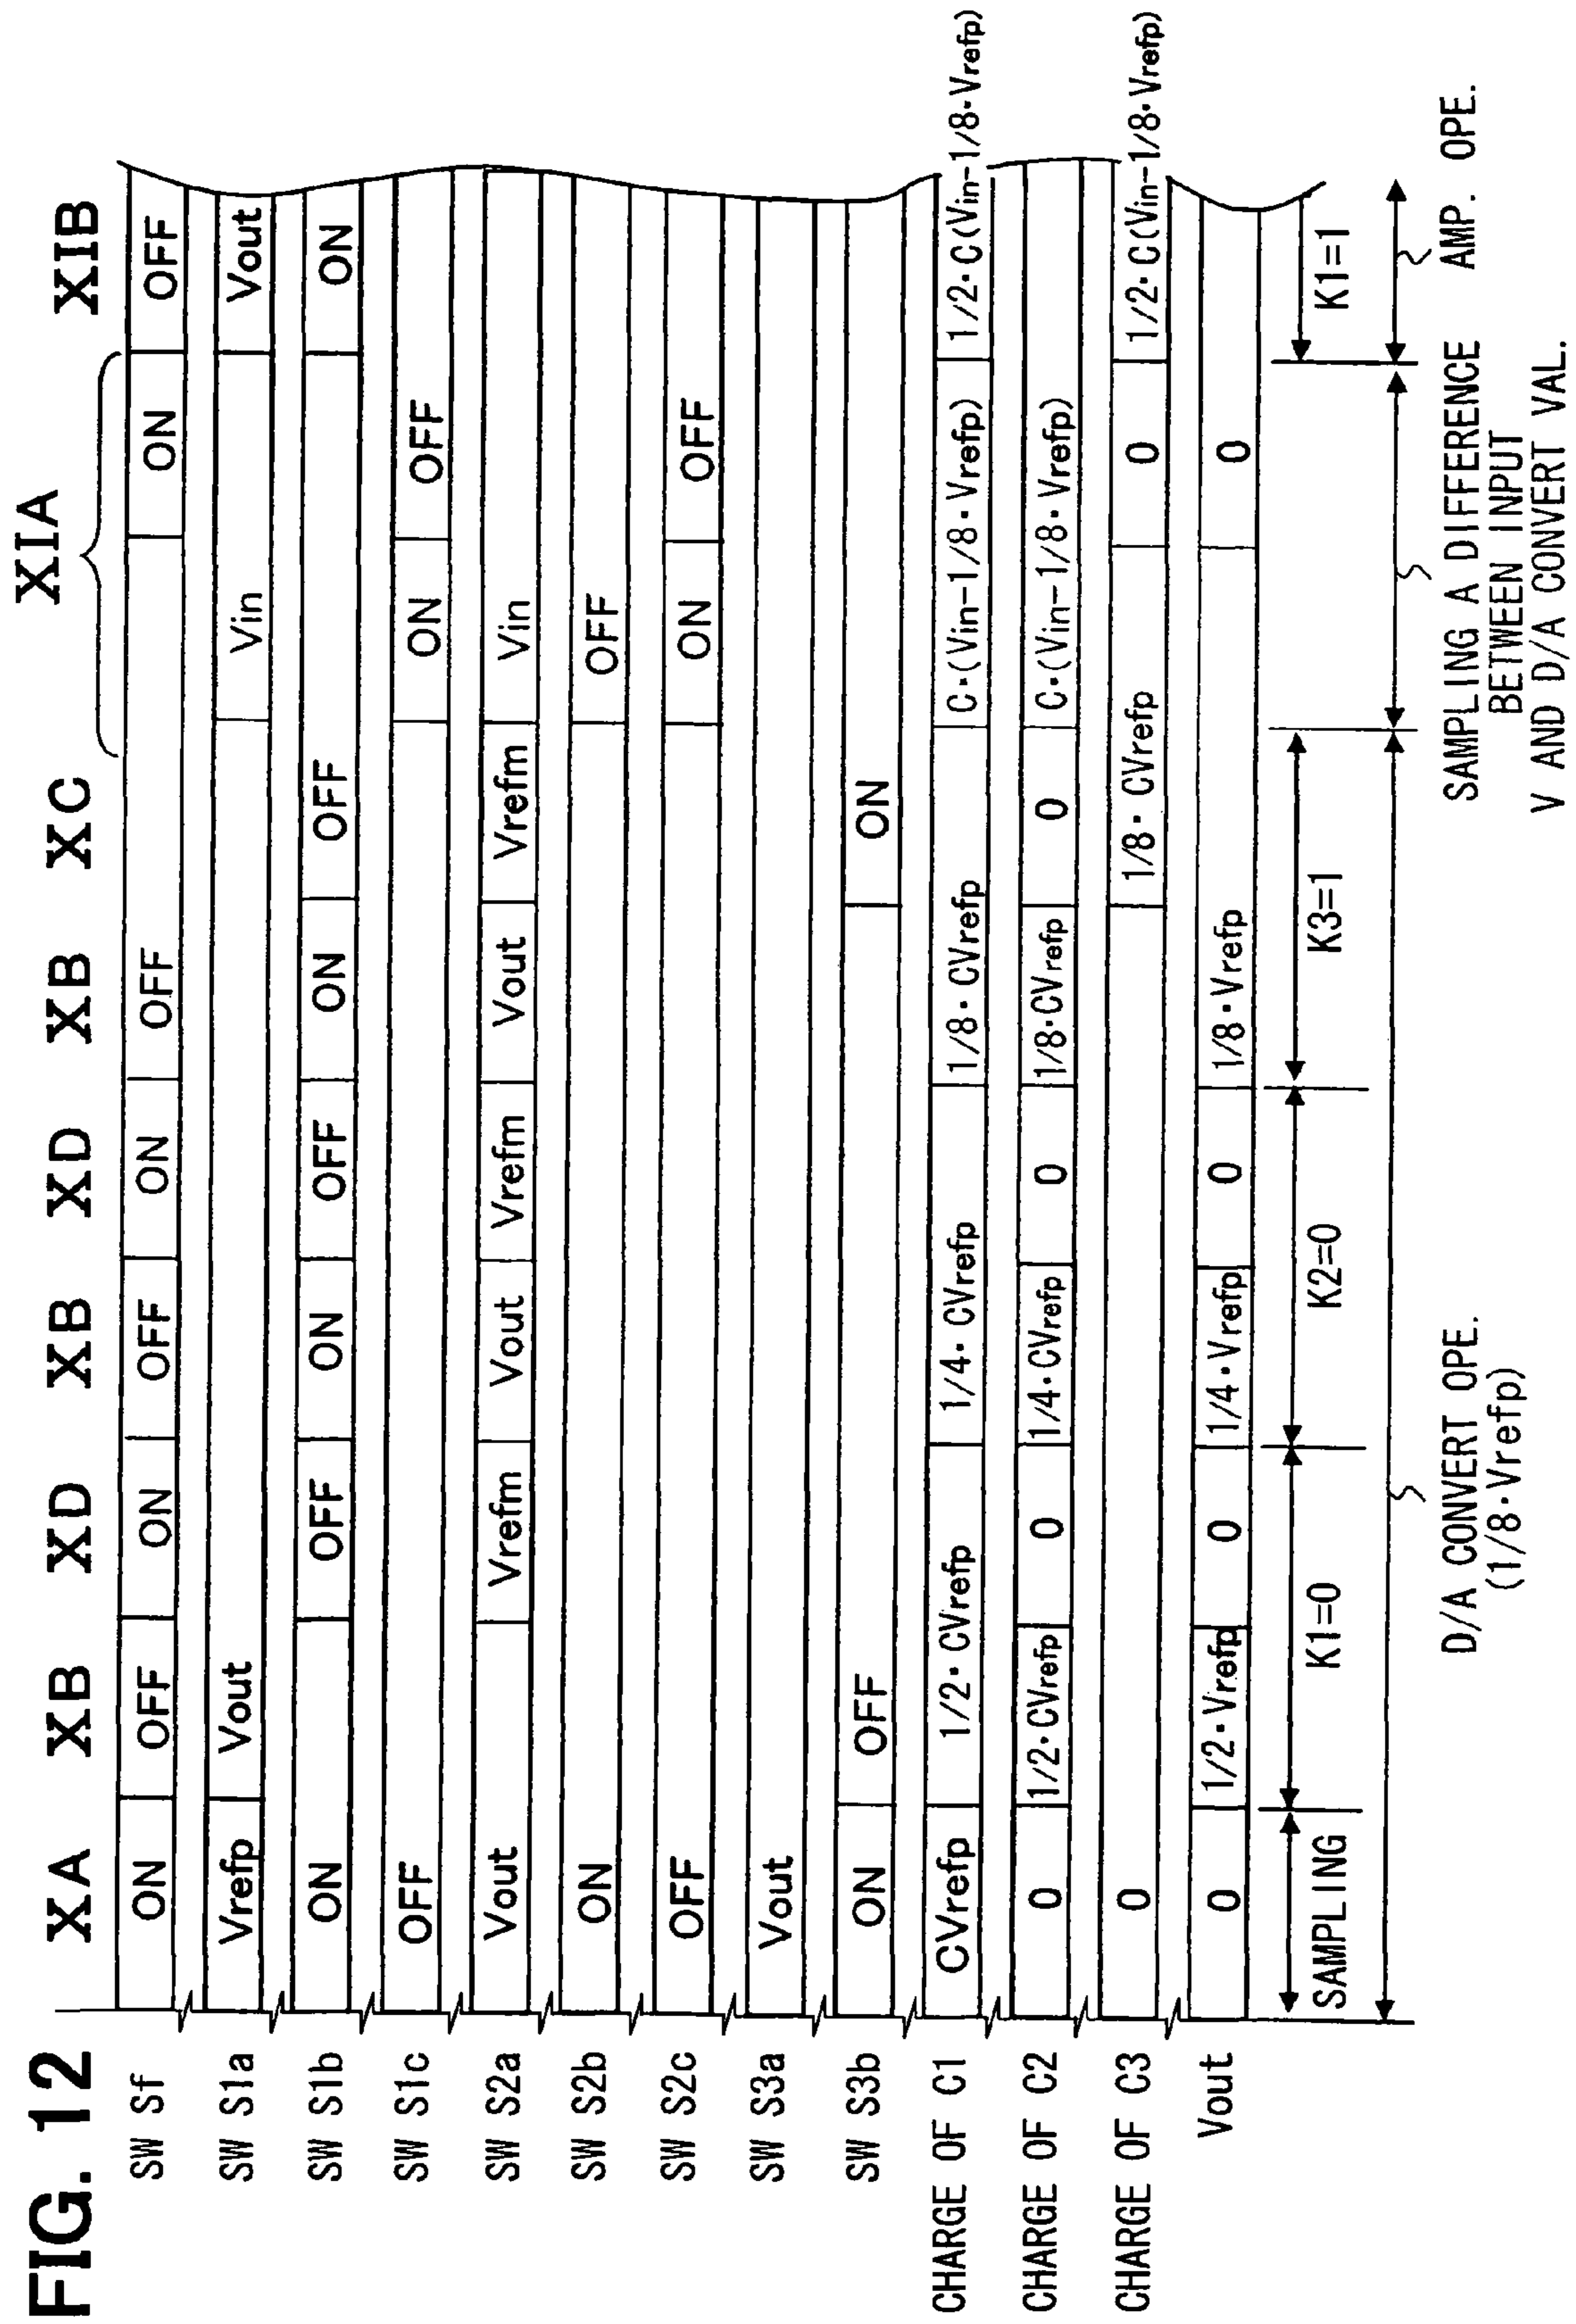 FIG. 12
XA XB XD XB XD XB XC XIA XIB
SW Sf ON OFF ON OFF ON OFF ON OFF
SW S1a Vrefp Vout Vin Vout
SW S1b ON OFF ON OFF ON OFF ON
SW S1c OFF ON OFF
SW S2a Vout Vrefm Vout Vrefm Vout Vrefm Vin
SW S2b ON OFF
SW S2c OFF ON OFF
SW S3a Vout
SW S3b ON OFF ON
CHARGE OF C1 CVrefp 1/2·CVrefp 1/4·CVrefp 1/8·CVrefp C·(Vin-1/8·Vrefp) 1/2·C(Vin-1/8·Vrefp)
CHARGE OF C2 0 1/2·CVrefp 0 1/4·CVrefp 0 1/8·CVrefp 0 C·(Vin-1/8·Vrefp)
CHARGE OF C3 0 1/8·CVrefp 0 1/2·C(Vin-1/8·Vrefp)
Vout 0 1/2·Vrefp 0 1/4·Vrefp 0 1/8·Vrefp 0
SAMPLING K1=0 K2=0 K3=1 K1=1
D/A CONVERT OPE.
(1/8·Vrefp)
SAMPLING A DIFFERENCE
BETWEEN INPUT
V AND D/A CONVERT VAL.
AMP. OPE.